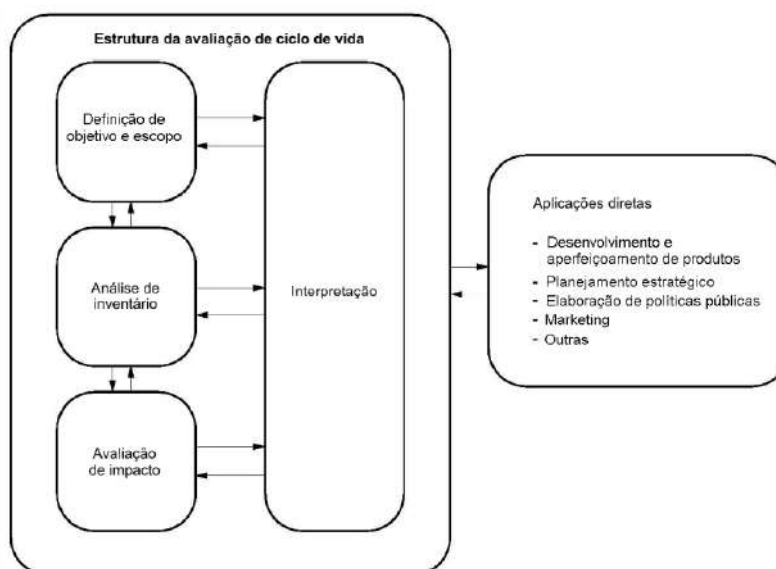 Estrutura da avaliação de ciclo de vida
Definição de
objetivo e escopo
Análise de
inventário
Avaliação
de impacto
Interpretação
Aplicações diretas
- Desenvolvimento e
aperfeiçoamento de produtos
- Planejamento estratégico
- Elaboração de políticas públicas
- Marketing
- Outras